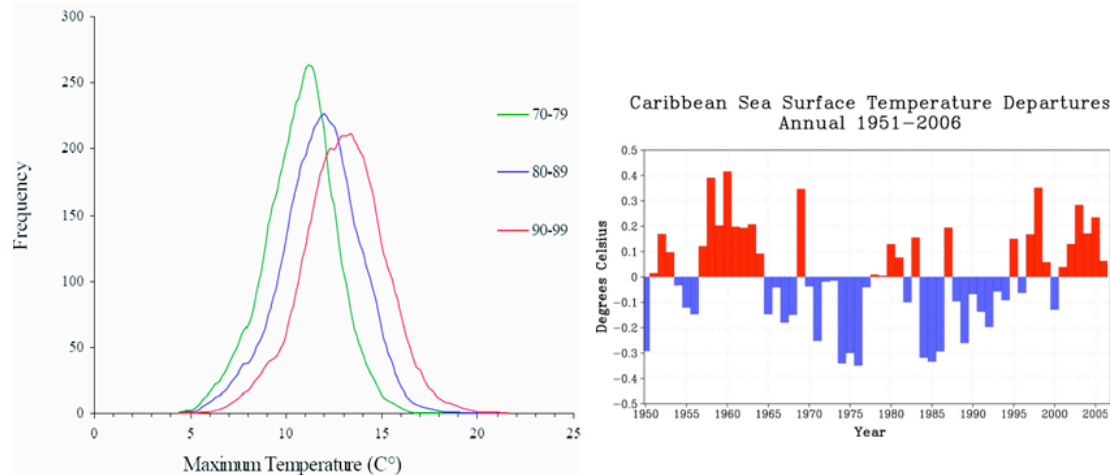 300
250
200
150
100
50
0
Frequency
0 5 10 15 20 25
Maximum Temperature (C°)
70-79
80-89
90-99
Caribbean Sea Surface Temperature Departures
Annual 1951-2006
0.5
0.4
0.3
0.2
0.1
0
-0.1
-0.2
-0.3
-0.4
-0.5
Degrees Celsius
1950 1955 1960 1965 1970 1975 1980 1985 1990 1995 2000 2005
Year